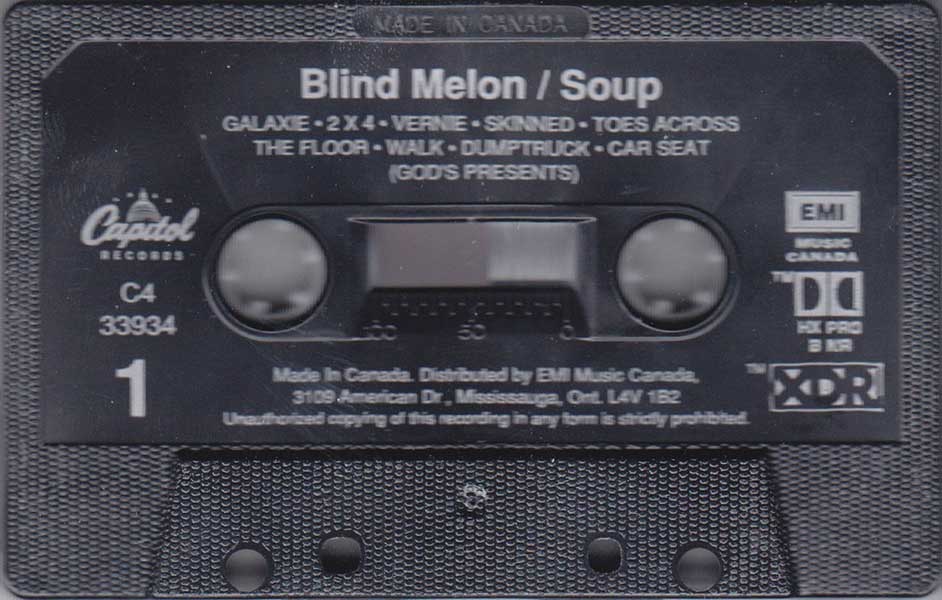 MADE IN CANADA
Blind Melon / Soup
GALAXIE • 2 X 4 • VERNIE • SKINNED • TOES ACROSS
THE FLOOR • WALK • DUMPTRUCK • CAR SEAT
(GOD'S PRESENTS)
Capitol
RECORDS
C4
33934
1
EMI
MUSIC
CANADA
TM
HX PRO
B NR
TM XDR
100 50 0
Made In Canada. Distributed by EMI Music Canada,
3109 American Dr., Mississauga, Ont. L4V 1B2
Unauthorized copying of this recording in any form is strictly prohibited.